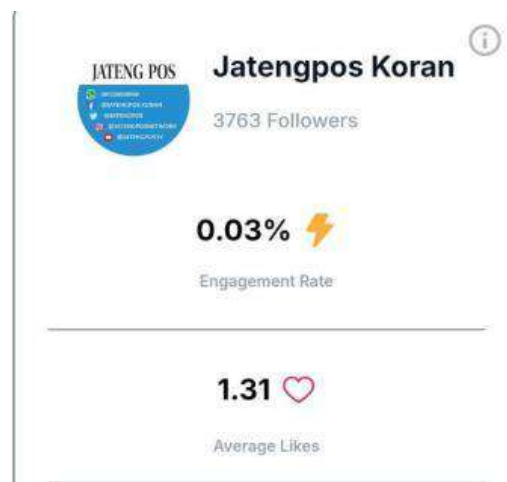 Jatengpos Koran
JATENG POS
3763 Followers
0.03%
Engagement Rate
1.31
Average Likes